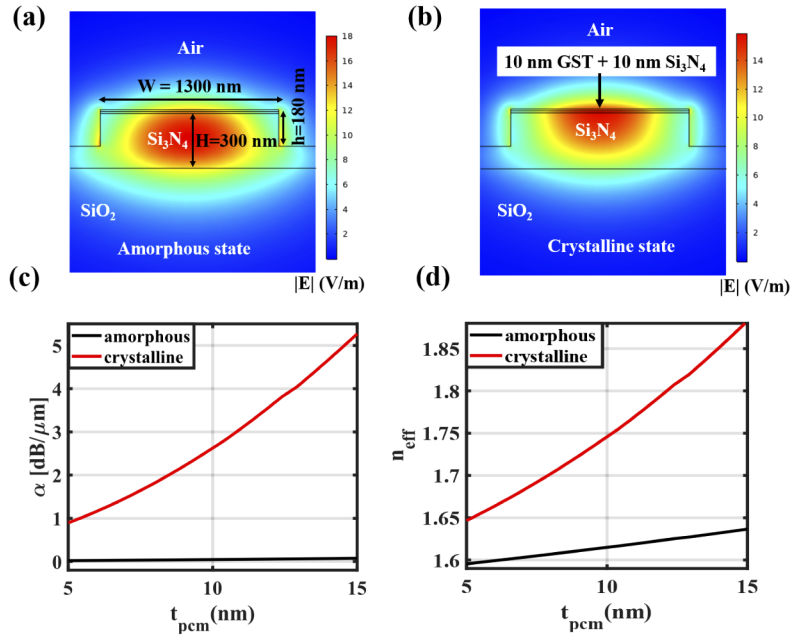 (a)
Air
W = 1300 nm
h=180 nm
Si₃N₄
H=300 nm
SiO₂
Amorphous state
18
16
14
12
10
8
6
4
2
|E| (V/m)
(b)
Air
10 nm GST + 10 nm Si₃N₄
Si₃N₄
SiO₂
Crystalline state
14
12
10
8
6
4
2
|E| (V/m)
(c)
amorphous
crystalline
α [dB/μm]
5
4
3
2
1
0
5
10
15
t_pcm(nm)
(d)
amorphous
crystalline
n_eff
1.85
1.8
1.75
1.7
1.65
1.6
5
10
15
t_pcm(nm)